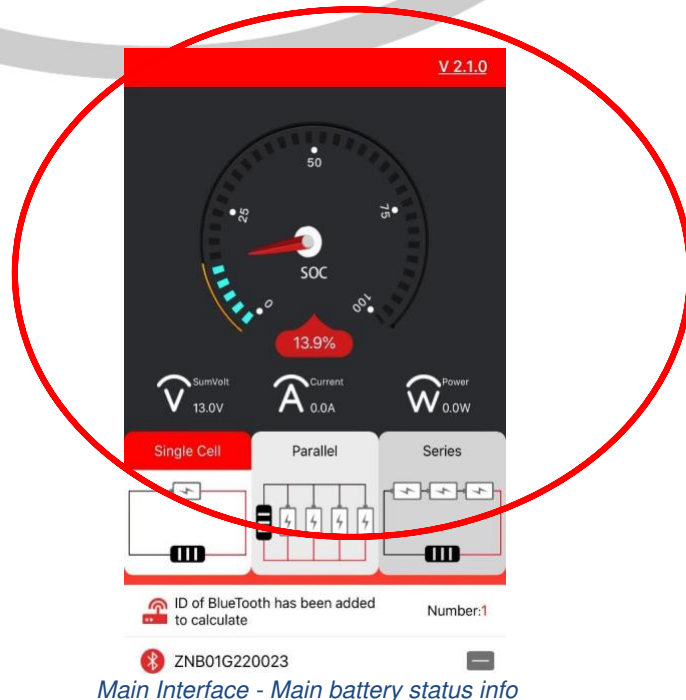 V 2.1.0
50
25
75
SOC
0
100
13.9%
SumVolt
V 13.0V
Current
A 0.0A
Power
W 0.0W
Single Cell
Parallel
Series
ID of BlueTooth has been added
to calculate
Number:1
ZNB01G220023
Main Interface - Main battery status info